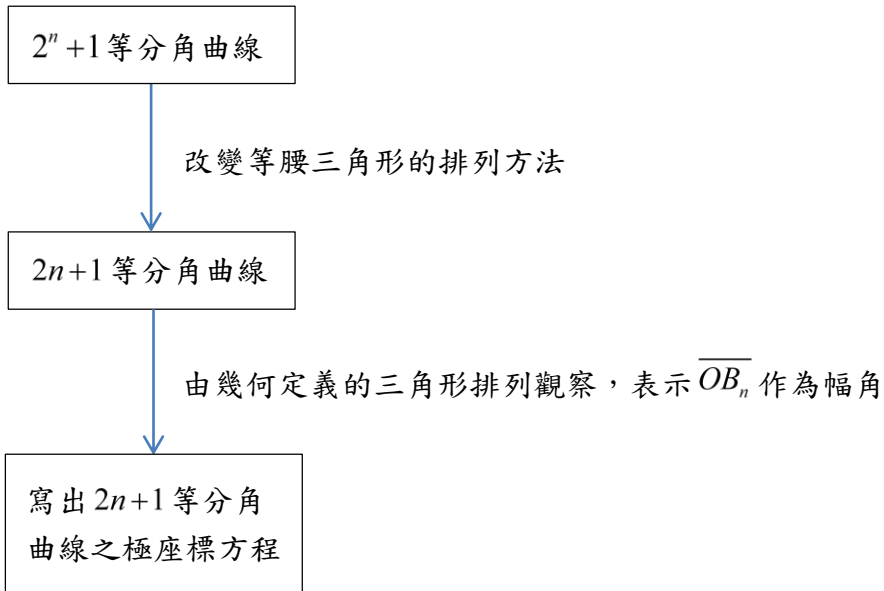 2ⁿ+1等分角曲線
改變等腰三角形的排列方法
2n+1等分角曲線
由幾何定義的三角形排列觀察，表示 $\overline{OB_n}$ 作為幅角
寫出2n+1等分角
曲線之極座標方程